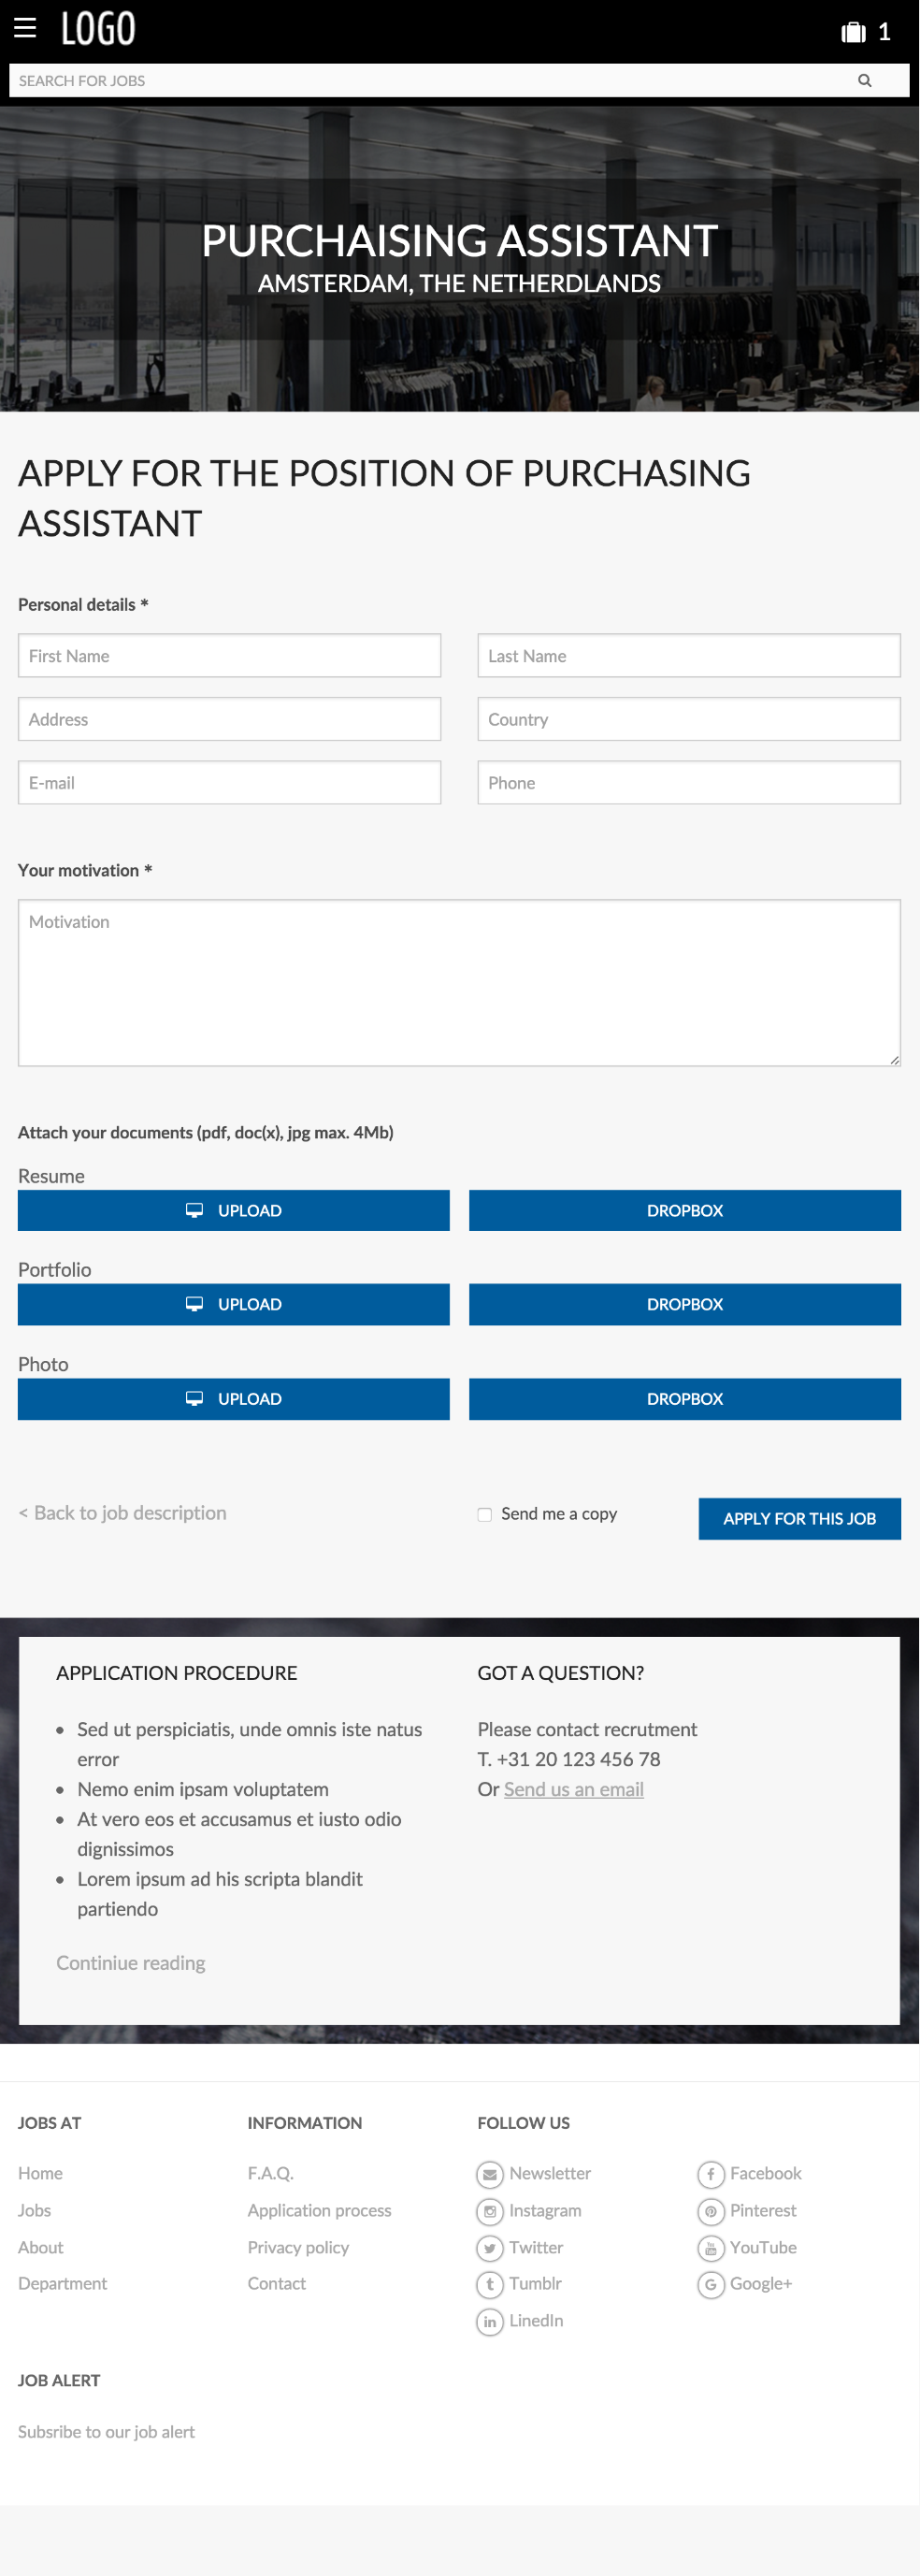 LOGO
1
SEARCH FOR JOBS
PURCHAISING ASSISTANT
AMSTERDAM, THE NETHERDLANDS
APPLY FOR THE POSITION OF PURCHASING
ASSISTANT
Personal details *
First Name
Last Name
Address
Country
E-mail
Phone
Your motivation *
Motivation
Attach your documents (pdf, doc(x), jpg max. 4Mb)
Resume
UPLOAD
DROPBOX
Portfolio
UPLOAD
DROPBOX
Photo
UPLOAD
DROPBOX
< Back to job description
Send me a copy
APPLY FOR THIS JOB
APPLICATION PROCEDURE
• Sed ut perspiciatis, unde omnis iste natus
error
• Nemo enim ipsam voluptatem
• At vero eos et accusamus et iusto odio
dignissimos
• Lorem ipsum ad his scripta blandit
partiendo
Continiue reading
GOT A QUESTION?
Please contact recrutment
T. +31 20 123 456 78
Or Send us an email
JOBS AT
Home
Jobs
About
Department
INFORMATION
F.A.Q.
Application process
Privacy policy
Contact
FOLLOW US
Newsletter
Instagram
Twitter
Tumblr
LinedIn
Facebook
Pinterest
YouTube
Google+
JOB ALERT
Subsribe to our job alert